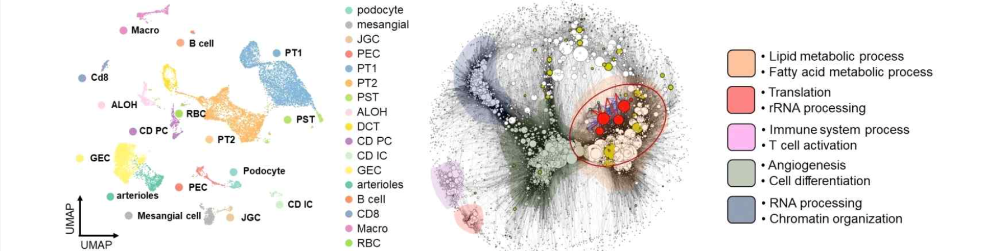 Macro
B cell
PT1
Cd8
ALOH
RBC
PST
CD PC
PT2
GEC
Podocyte
PEC
arterioles
CD IC
Mesangial cell
JGC
UMAP
UMAP
podocyte
mesangial
JGC
PEC
PT1
PT2
PST
ALOH
DCT
CD PC
CD IC
GEC
arterioles
B cell
CD8
Macro
RBC
• Lipid metabolic process
• Fatty acid metabolic process
• Translation
• rRNA processing
• Immune system process
• T cell activation
• Angiogenesis
• Cell differentiation
• RNA processing
• Chromatin organization